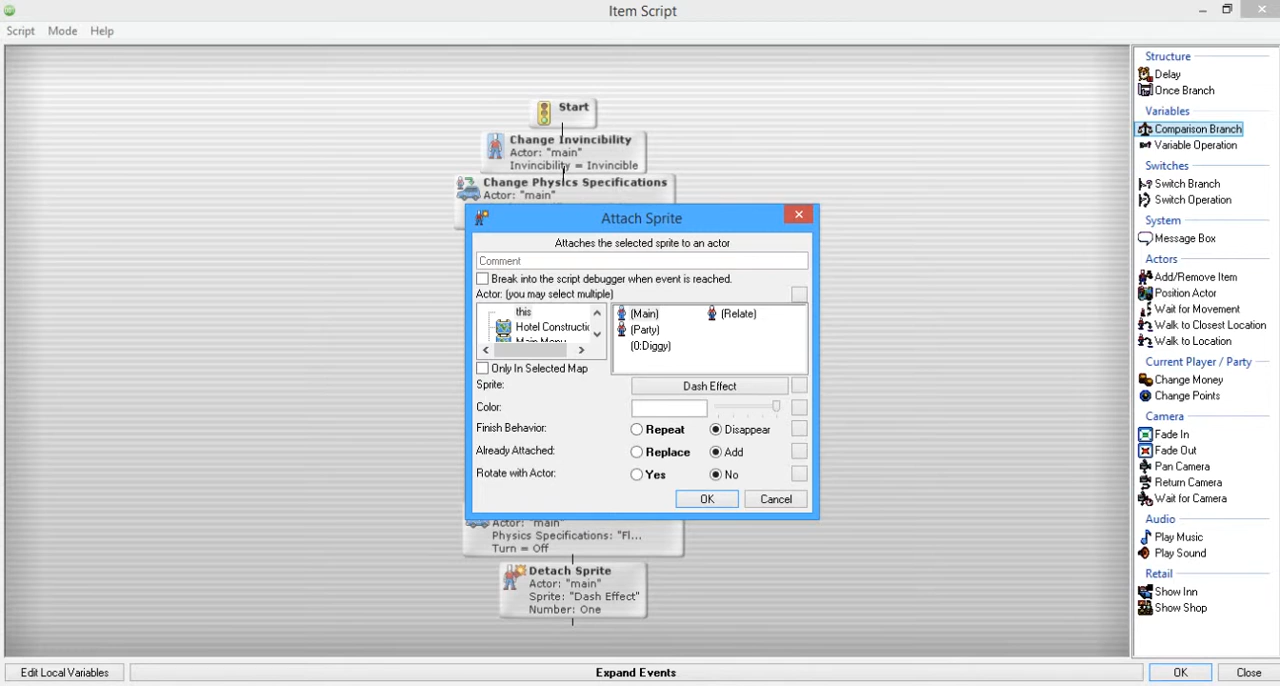 Item Script
Script Mode Help
Start
Change Invincibility
Actor: "main"
Invincibility = Invincible
Change Physics Specifications
Actor: "main"
Attach Sprite
Attaches the selected sprite to an actor
Comment
Break into the script debugger when event is reached.
Actor: (you may select multiple)
this
Hotel Constructic
Main Menu
(Main)
(Relate)
(Party)
(0:Diggy)
Only In Selected Map
Sprite:
Dash Effect
Color:
Finish Behavior:
Repeat
Disappear
Already Attached:
Replace
Add
Rotate with Actor:
Yes
No
OK
Cancel
Actor: "main"
Physics Specifications: "Fl...
Turn = Off
Detach Sprite
Actor: "main"
Sprite: "Dash Effect"
Number: One
Structure
Delay
Once Branch
Variables
Comparison Branch
Variable Operation
Switches
Switch Branch
Switch Operation
System
Message Box
Actors
Add/Remove Item
Position Actor
Wait for Movement
Walk to Closest Location
Walk to Location
Current Player / Party
Change Money
Change Points
Camera
Fade In
Fade Out
Pan Camera
Return Camera
Wait for Camera
Audio
Play Music
Play Sound
Retail
Show Inn
Show Shop
Edit Local Variables
Expand Events
OK
Close